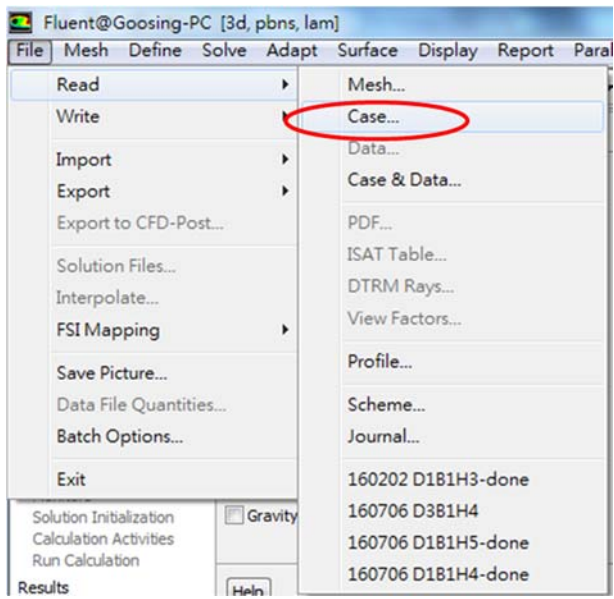 Fluent@Goosing-PC [3d, pbns, lam]
File Mesh Define Solve Adapt Surface Display Report
Read
Write
Import
Export
Export to CFD-Post...
Solution Files...
Interpolate...
FSI Mapping
Save Picture...
Data File Quantities...
Batch Options...
Exit
Mesh...
Case...
Data...
Case & Data...
PDF...
ISAT Table...
DTRM Rays...
View Factors...
Profile...
Scheme...
Journal...
160202 D1B1H3-done
160706 D3B1H4
160706 D1B1H5-done
160706 D1B1H4-done
Solution Initialization
Calculation Activities
Run Calculation
Results
Gravity
Help